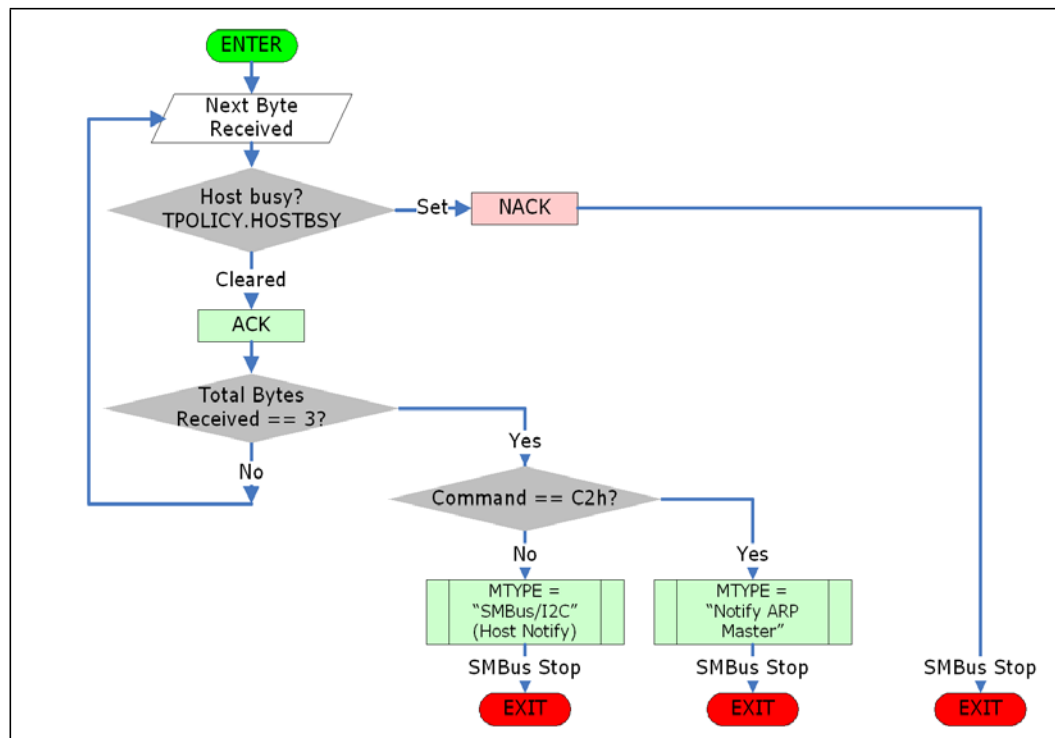 ENTER
Next Byte
Received
Host busy?
TPOLICY.HOSTBSY
Set
NACK
Cleared
ACK
Total Bytes
Received == 3?
No
Yes
Command == C2h?
No
Yes
MTYPE =
“SMBus/I2C”
(Host Notify)
MTYPE =
“Notify ARP
Master”
SMBus Stop
SMBus Stop
SMBus Stop
EXIT
EXIT
EXIT